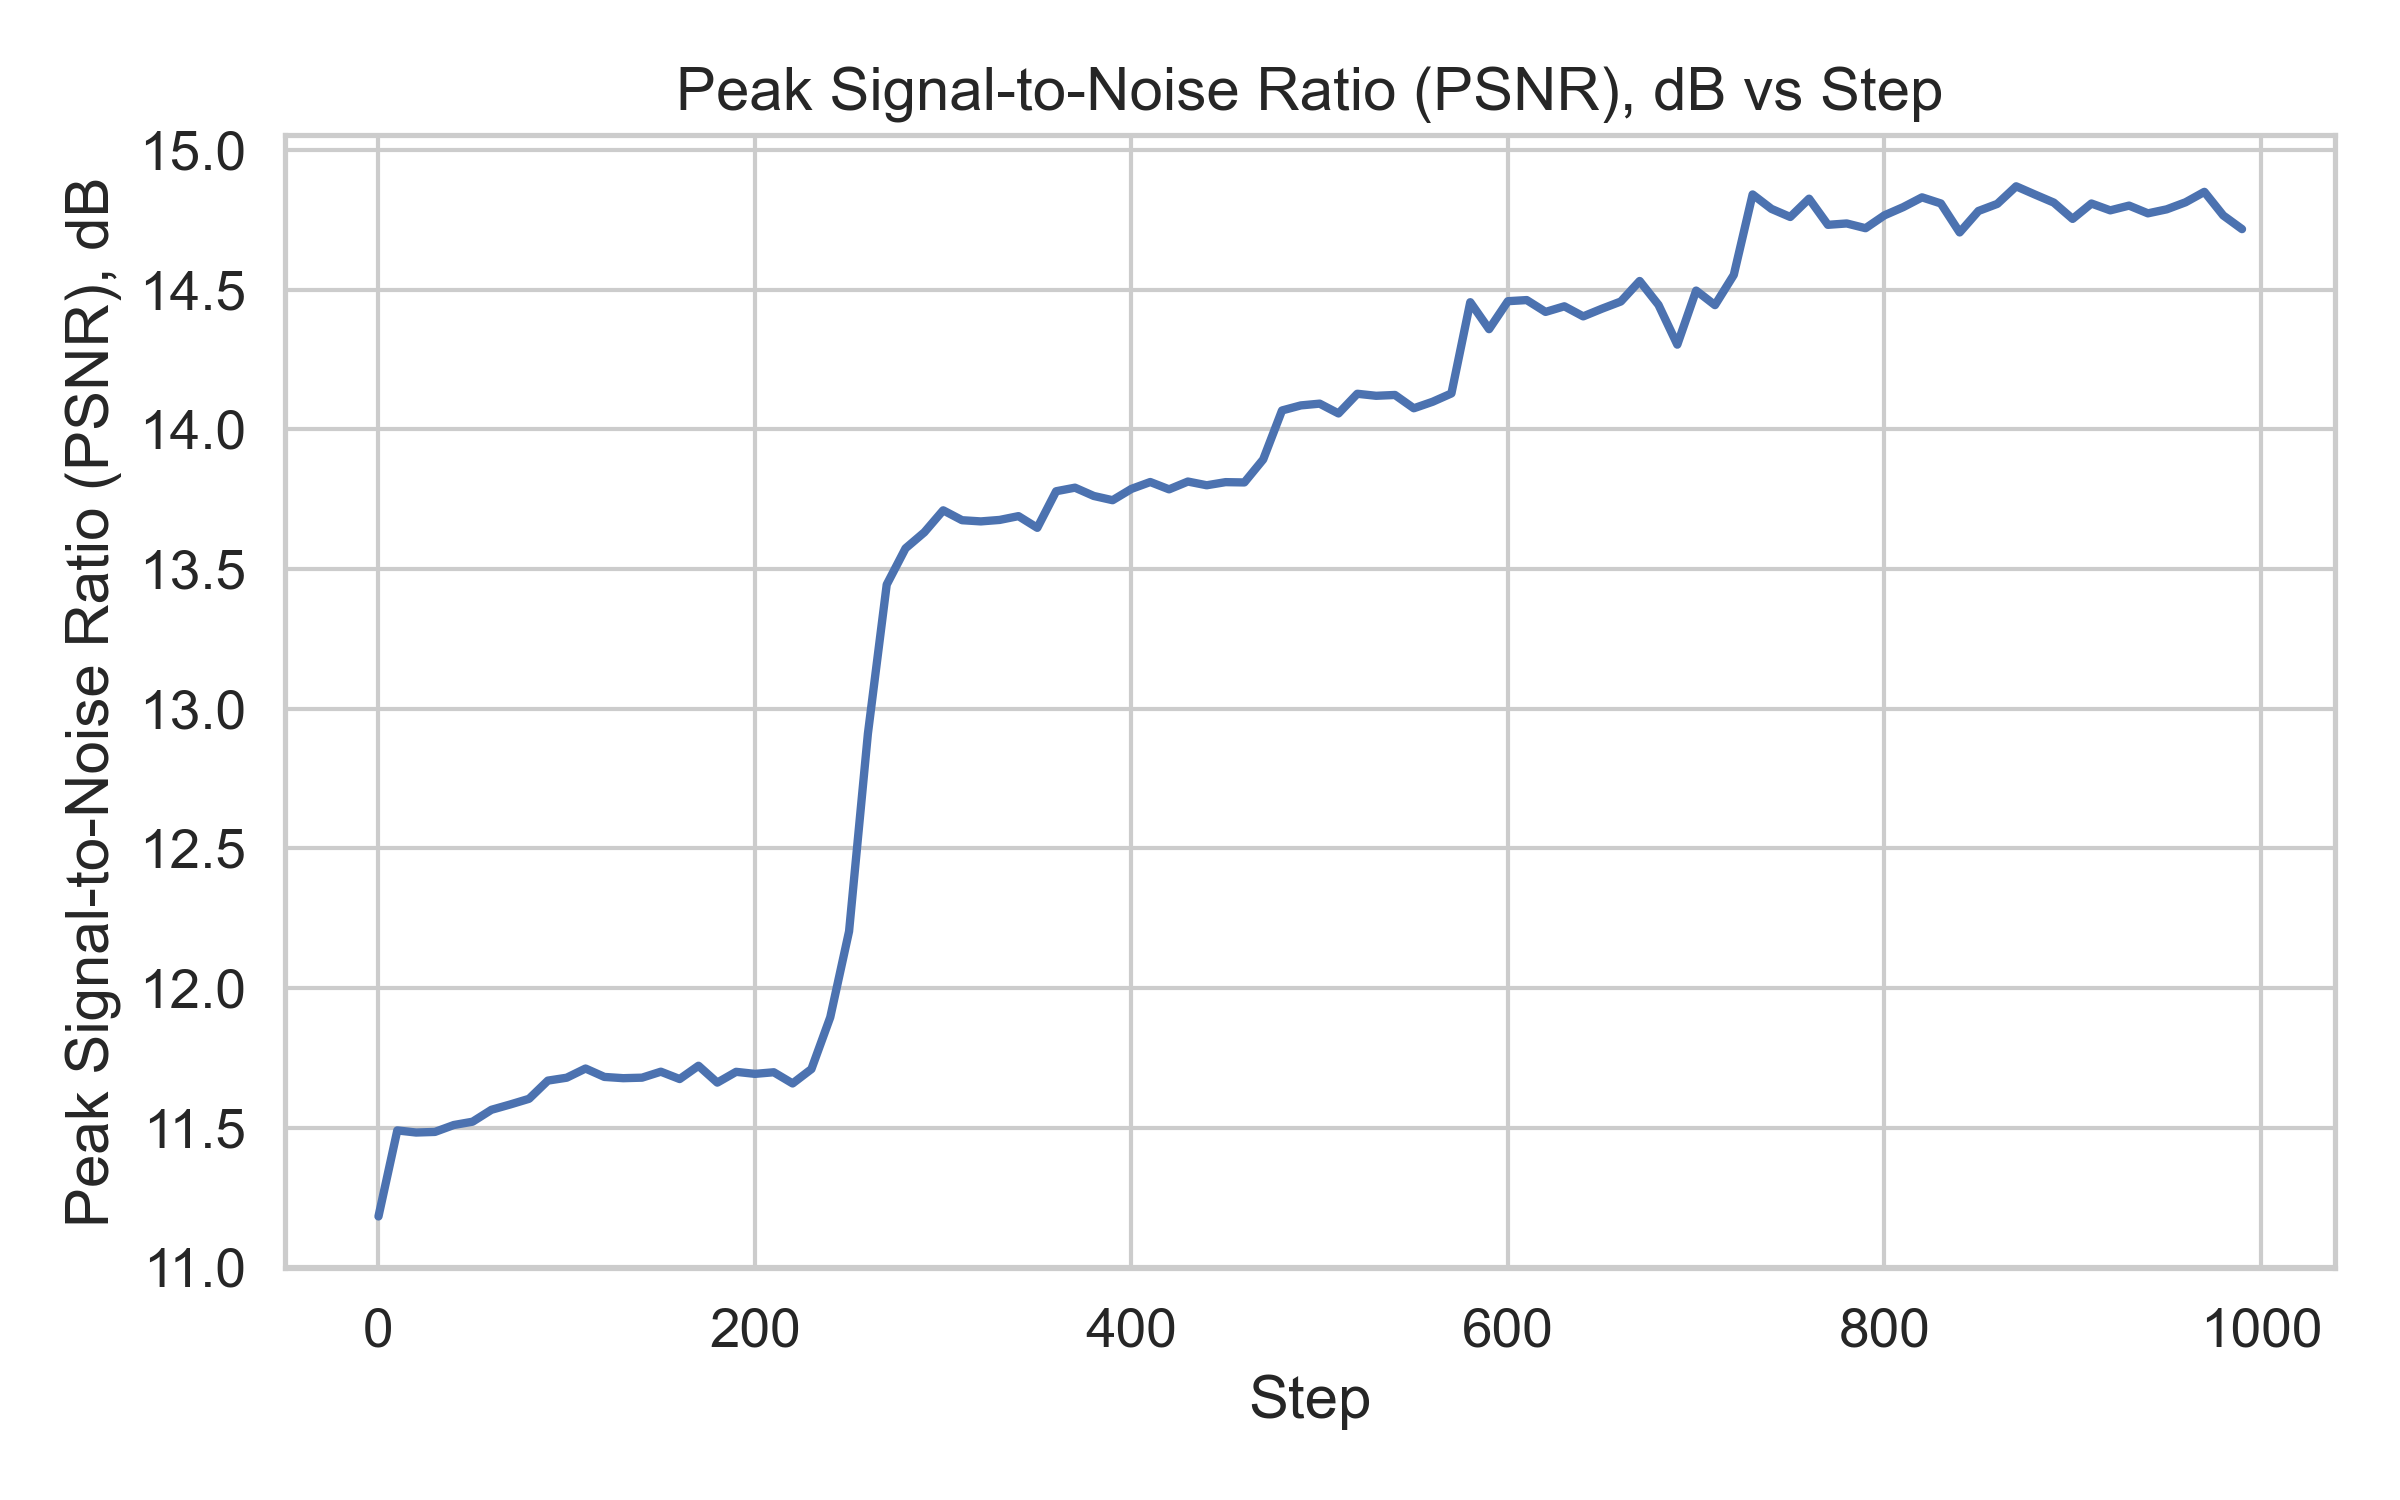 Peak Signal-to-Noise Ratio (PSNR), dB vs Step
Peak Signal-to-Noise Ratio (PSNR), dB
15.0
14.5
14.0
13.5
13.0
12.5
12.0
11.5
11.0
0 200 400 600 800 1000
Step